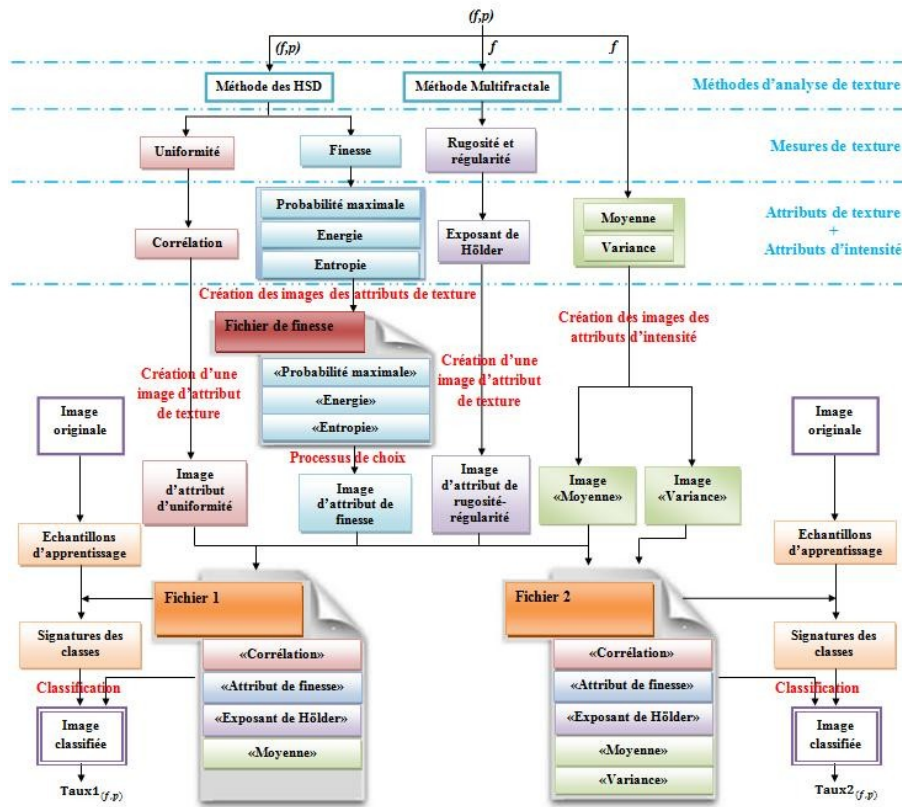 (f,p)
(f,p)
f
f
Méthode des HSD
Méthode Multifractale
Méthodes d'analyse de texture
Uniformité
Finesse
Rugosité et
régularité
Mesures de texture
Probabilité maximale
Energie
Entropie
Corrélation
Exposant de
Hölder
Moyenne
Variance
Attributs de texture
+
Attributs d'intensité
Création des images des attributs de texture
Création des images des
attributs d'intensité
Fichier de finesse
«Probabilité maximale»
«Energie»
«Entropie»
Création d'une
image d'attribut
de texture
Création d'une
image d'attribut
de texture
Processus de choix
Image
originale
Image
originale
Image
d'attribut
d'uniformité
Image
d'attribut de
finesse
Image
d'attribut de
rugosité-
régularité
Image
«Moyenne»
Image
«Variance»
Echantillons
d'apprentissage
Echantillons
d'apprentissage
Fichier 1
Fichier 2
Signatures des
classes
Signatures des
classes
«Corrélation»
«Attribut de finesse»
«Exposant de Hölder»
«Moyenne»
«Corrélation»
«Attribut de finesse»
«Exposant de Hölder»
«Moyenne»
«Variance»
Classification
Classification
Image
classifiée
Image
classifiée
Taux1(f,p)
Taux2(f,p)